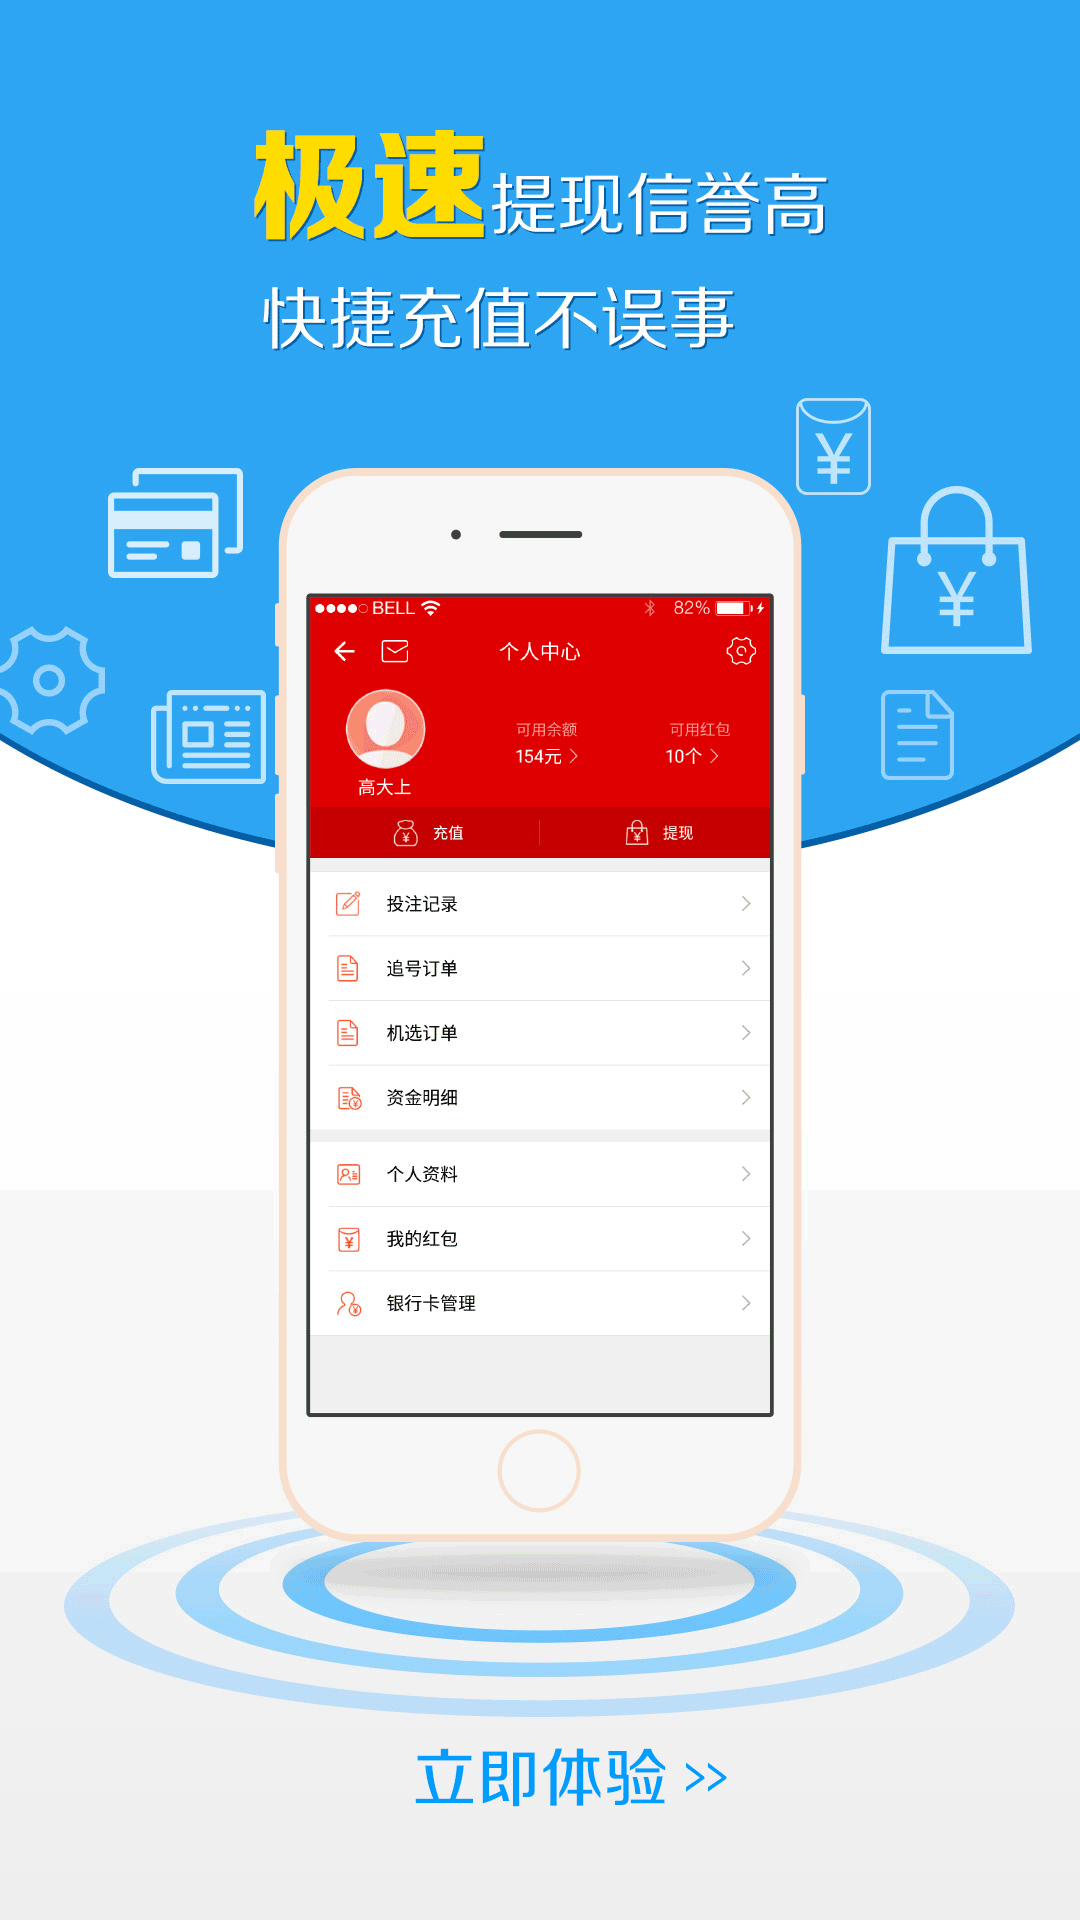 极速提现信誉高
快捷充值不误事
¥
¥
BELL 82%
个人中心
可用余额 可用红包
154元 10个
高大上
充值 提现
投注记录
追号订单
机选订单
资金明细
个人资料
我的红包
银行卡管理
立即体验 >>